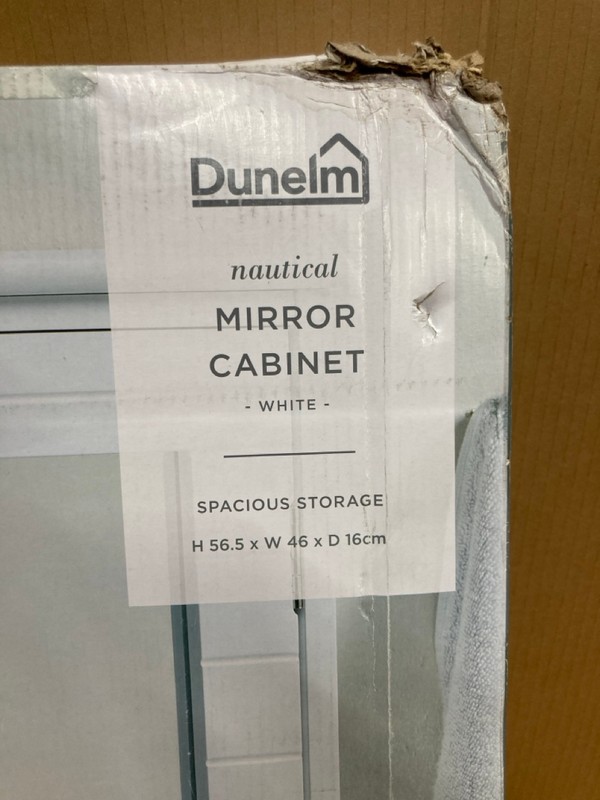 Dunelm
nautical
MIRROR
CABINET
- WHITE -
SPACIOUS STORAGE
H 56.5 x W 46 x D 16cm